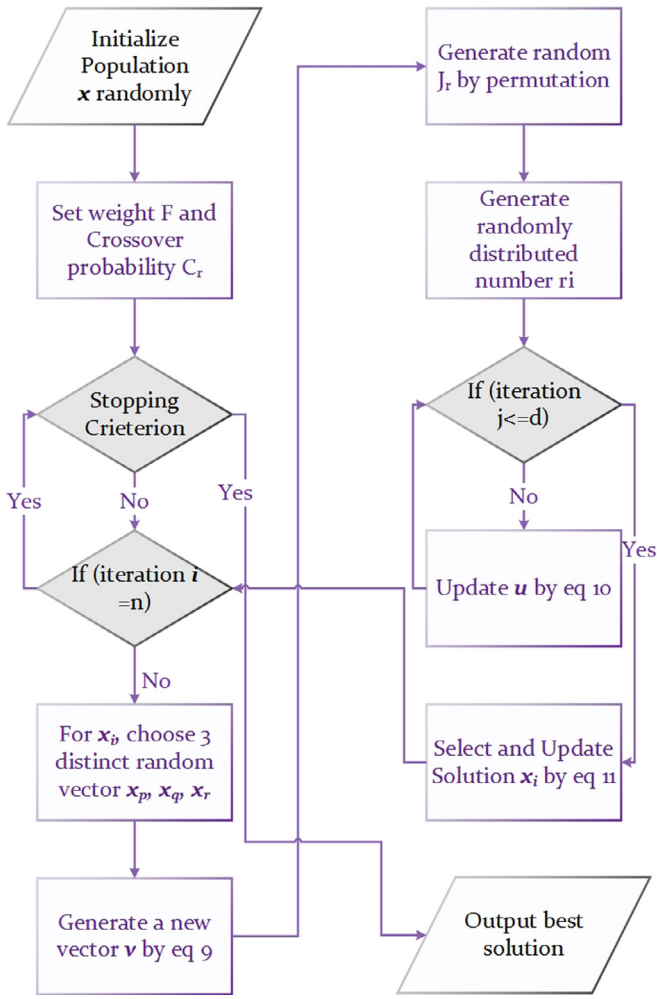 Initialize
Population
x randomly
Set weight F and
Crossover
probability Cr
Stopping
Crieterion
Yes
No
Yes
If (iteration i
=n)
No
For xi, choose 3
distinct random
vector xp, xq, xr
Generate a new
vector v by eq 9
Generate random
Jr by permutation
Generate
randomly
distributed
number ri
If (iteration
j<=d)
No
Yes
Update u by eq 10
Select and Update
Solution xi by eq 11
Output best
solution